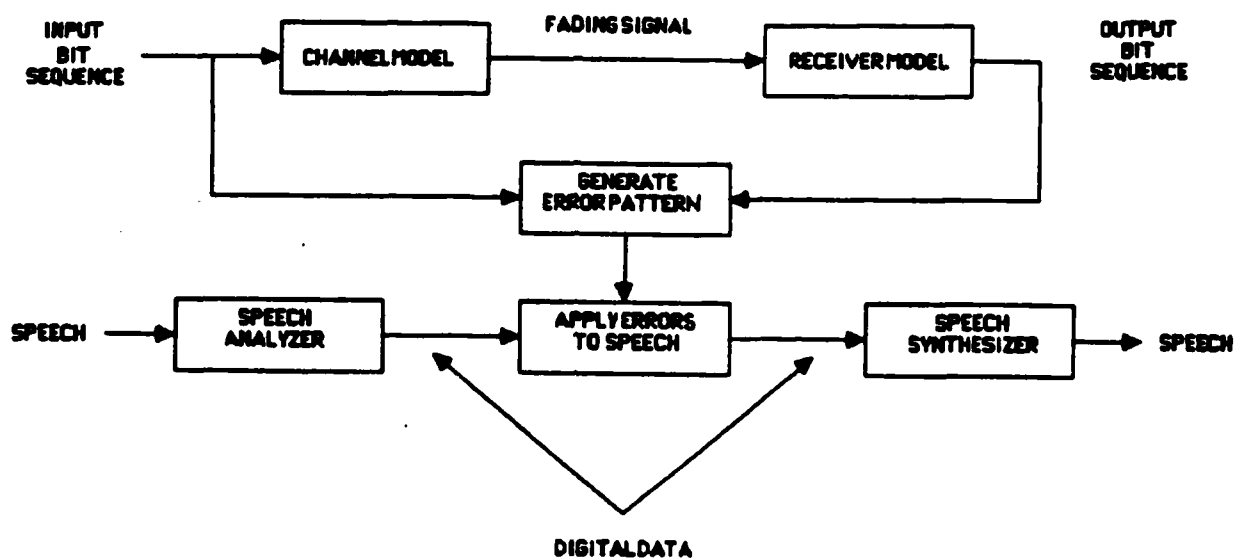 INPUT
BIT
SEQUENCE
CHANNEL MODEL
FADING SIGNAL
RECEIVER MODEL
OUTPUT
BIT
SEQUENCE
GENERATE
ERROR PATTERN
SPEECH
SPEECH
ANALYZER
APPLY ERRORS
TO SPEECH
SPEECH
SYNTHESIZER
SPEECH
DIGITAL DATA